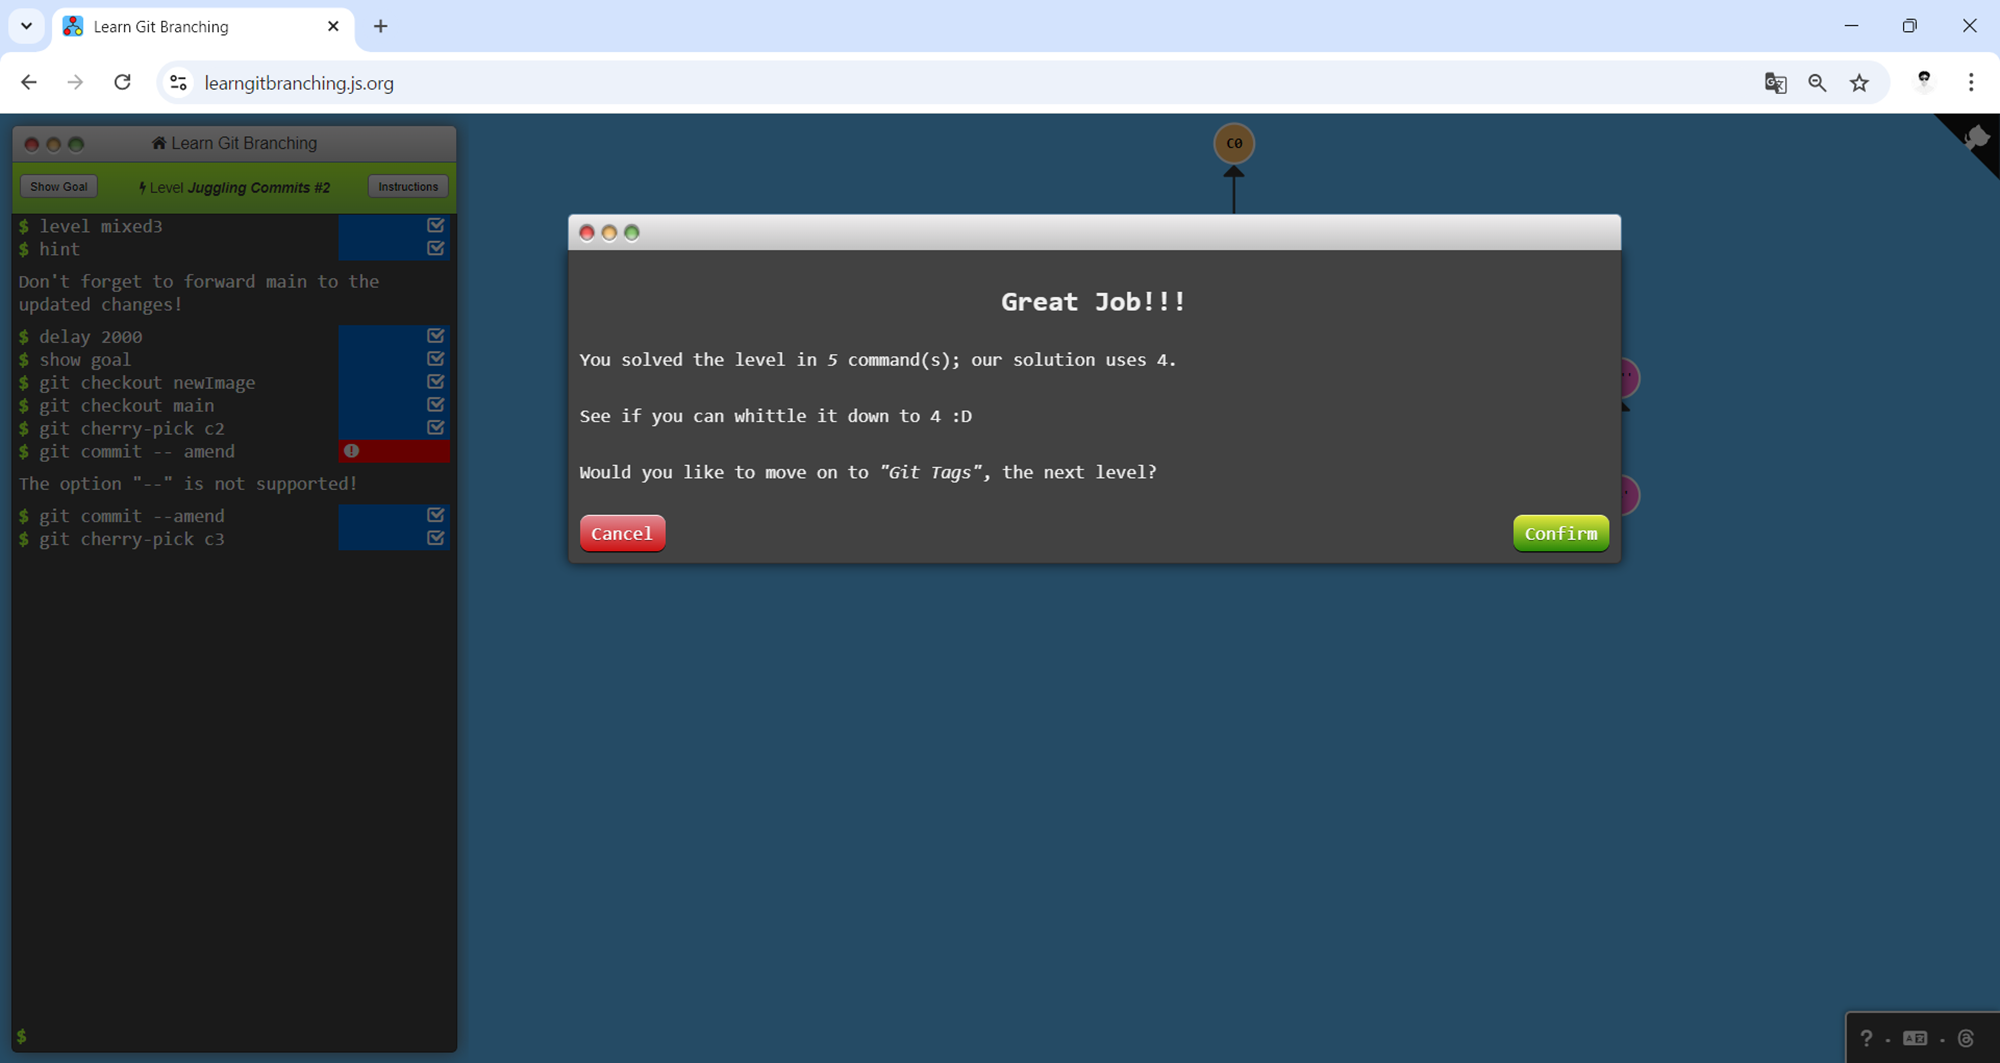 Learn Git Branching
learngitbranching.js.org
Learn Git Branching
Show Goal
Level Juggling Commits #2
Instructions
$ level mixed3
$ hint
Don't forget to forward main to the
updated changes!
$ delay 2000
$ show goal
$ git checkout newImage
$ git checkout main
$ git cherry-pick c2
$ git commit -- amend
The option "--" is not supported!
$ git commit --amend
$ git cherry-pick c3
$
C0
Great Job!!!
You solved the level in 5 command(s); our solution uses 4.
See if you can whittle it down to 4 :D
Would you like to move on to "Git Tags", the next level?
Cancel
Confirm